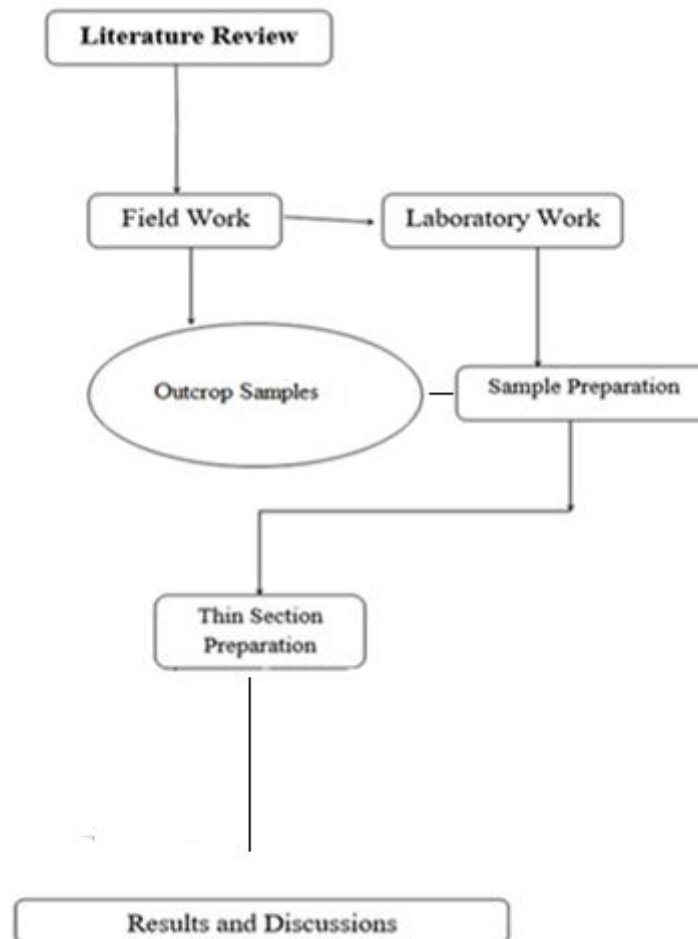 Literature Review
Field Work
Laboratory Work
Outcrop Samples
Sample Preparation
Thin Section
Preparation
Results and Discussions